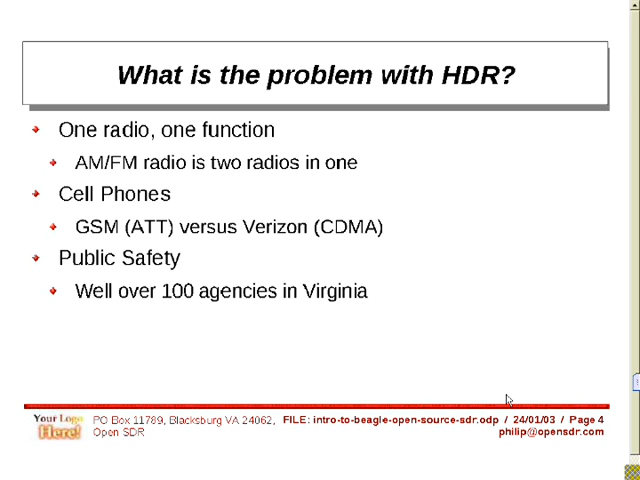 What is the problem with HDR?
One radio, one function
AM/FM radio is two radios in one
Cell Phones
GSM (ATT) versus Verizon (CDMA)
Public Safety
Well over 100 agencies in Virginia
Your Logo
Here!
PO Box 11789, Blacksburg VA 24062,
Open SDR
FILE: intro-to-beagle-open-source-sdr.odp / 24/01/03 / Page 4
philip@opensdr.com